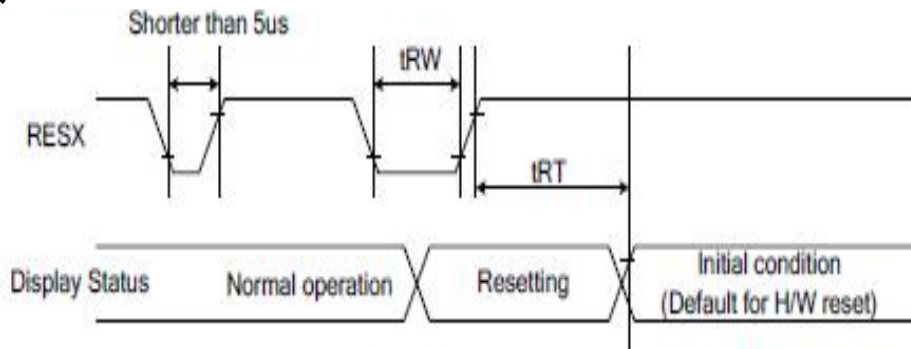 Shorter than 5us
tRW
RESX
tRT
Display Status
Normal operation
Resetting
Initial condition
(Default for H/W reset)